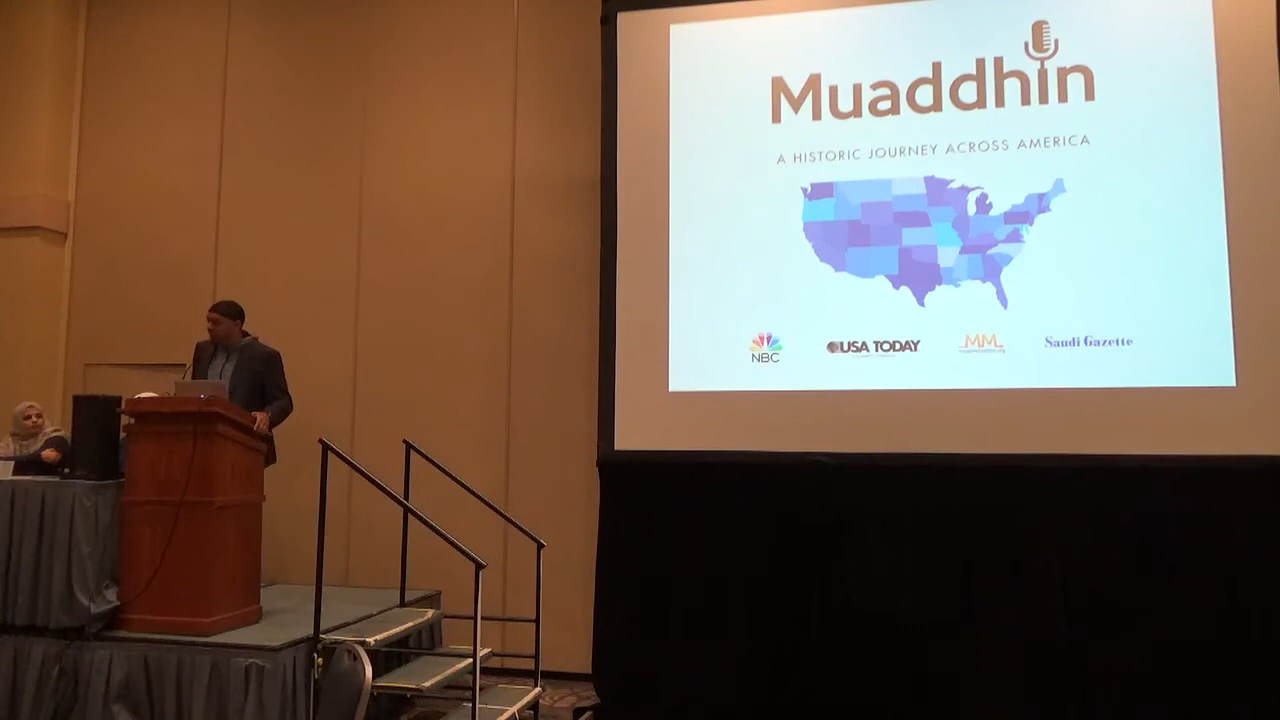 Muaddhin
A HISTORIC JOURNEY ACROSS AMERICA
NBC
USA TODAY
MM
Saudi Gazette